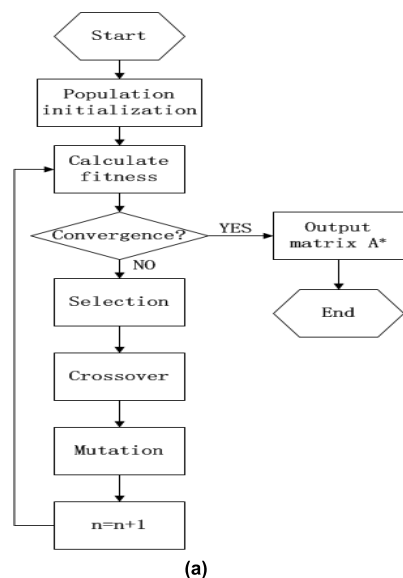 Start
Population
initialization
Calculate
fitness
Convergence?
YES
Output
matrix A*
NO
End
Selection
Crossover
Mutation
n=n+1
(a)